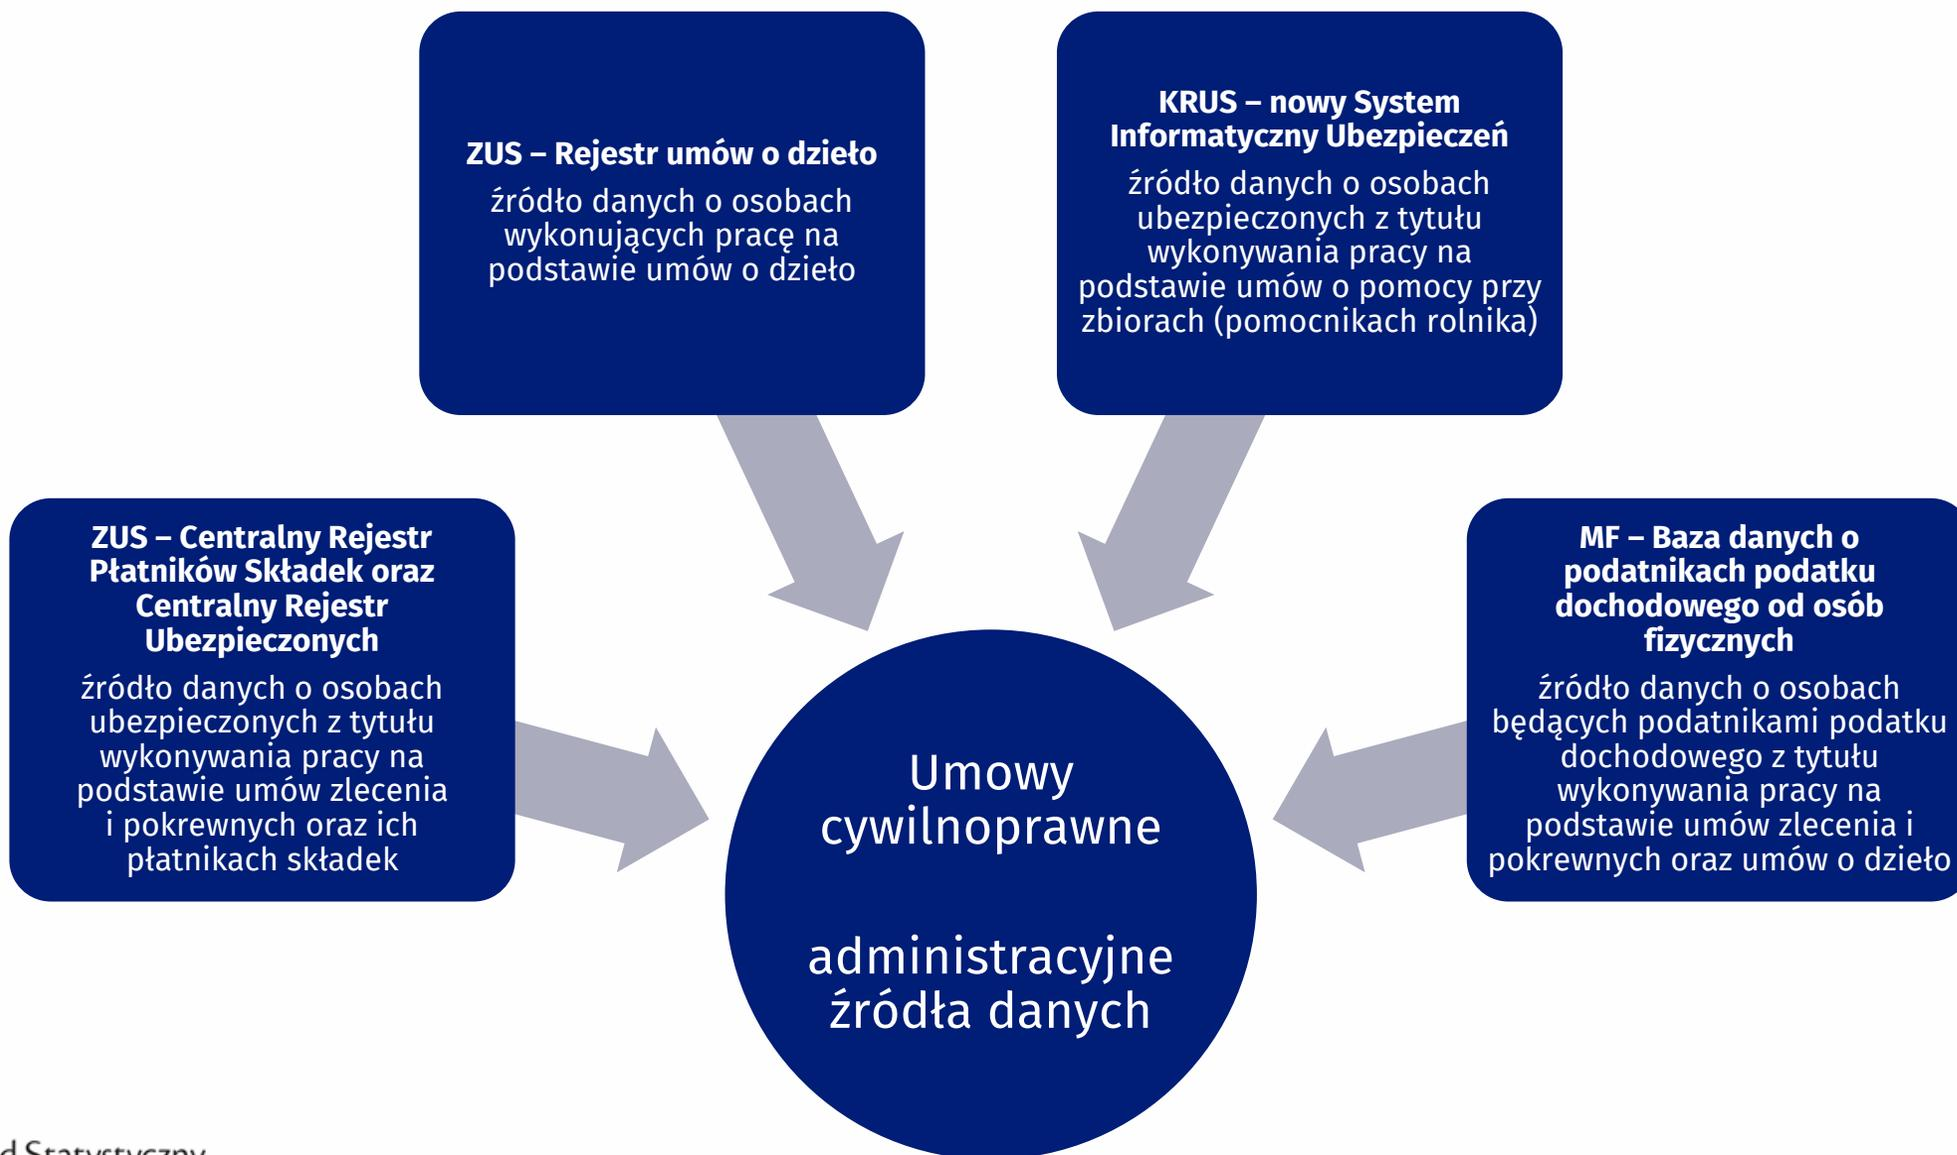 ZUS – Rejestr umów o dzieło
źródło danych o osobach
wykonujących pracę na
podstawie umów o dzieło
KRUS – nowy System
Informatyczny Ubezpieczeń
źródło danych o osobach
ubezpieczonych z tytułu
wykonywania pracy na
podstawie umów o pomocy przy
zbiorach (pomocnikach rolnika)
ZUS – Centralny Rejestr
Płatników Składek oraz
Centralny Rejestr
Ubezpieczonych
źródło danych o osobach
ubezpieczonych z tytułu
wykonywania pracy na
podstawie umów zlecenia
i pokrewnych oraz ich
płatnikach składek
MF – Baza danych o
podatnikach podatku
dochodowego od osób
fizycznych
źródło danych o osobach
będących podatnikami podatku
dochodowego z tytułu
wykonywania pracy na
podstawie umów zlecenia i
pokrewnych oraz umów o dzieło
Umowy
cywilnoprawne
administracyjne
źródła danych
d Statystyczny